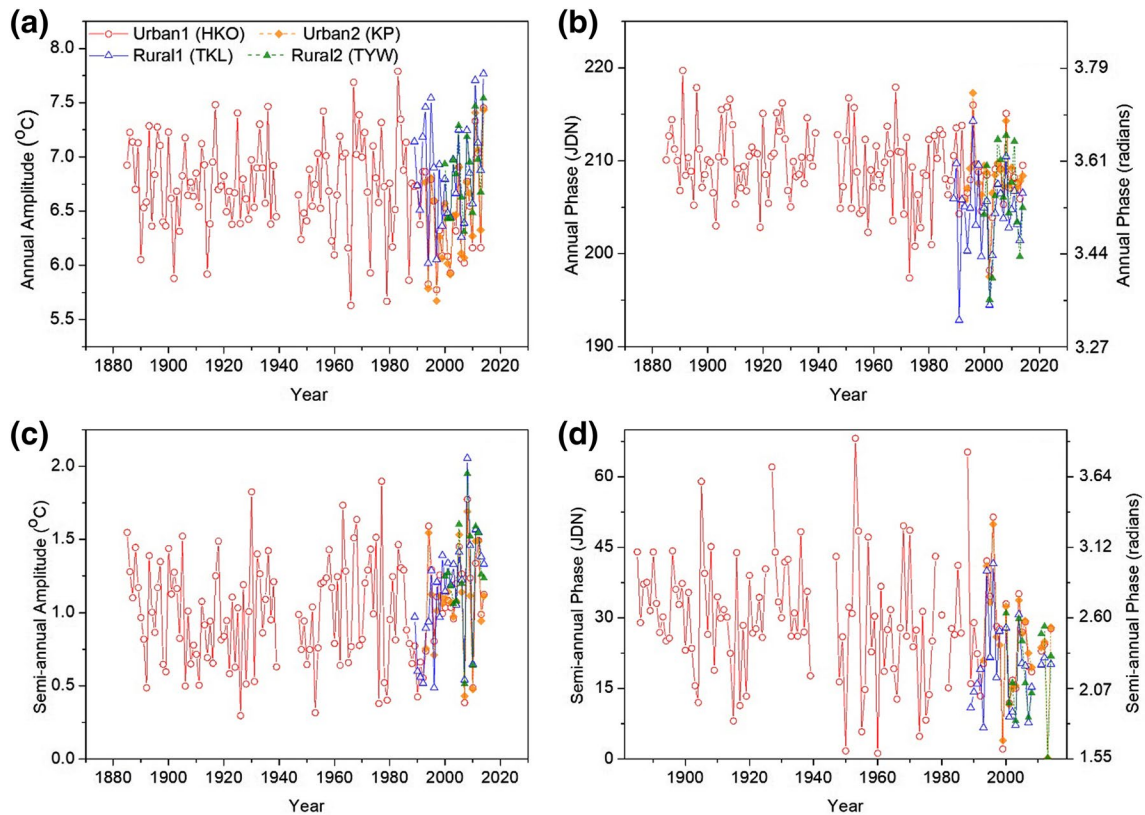 (a)
Urban1 (HKO) Urban2 (KP)
Rural1 (TKL) Rural2 (TYW)
8.0
7.5
7.0
6.5
6.0
5.5
Annual Amplitude (°C)
1880 1900 1920 1940 1960 1980 2000 2020
Year
(b)
220
210
200
190
Annual Phase (JDN)
3.79
3.61
3.44
3.27
Annual Phase (radians)
1880 1900 1920 1940 1960 1980 2000 2020
Year
(c)
2.0
1.5
1.0
0.5
0.0
Semi-annual Amplitude (°C)
1880 1900 1920 1940 1960 1980 2000 2020
Year
(d)
60
45
30
15
0
Semi-annual Phase (JDN)
3.64
3.12
2.60
2.07
1.55
Semi-annual Phase (radians)
1900 1920 1940 1960 1980 2000
Year